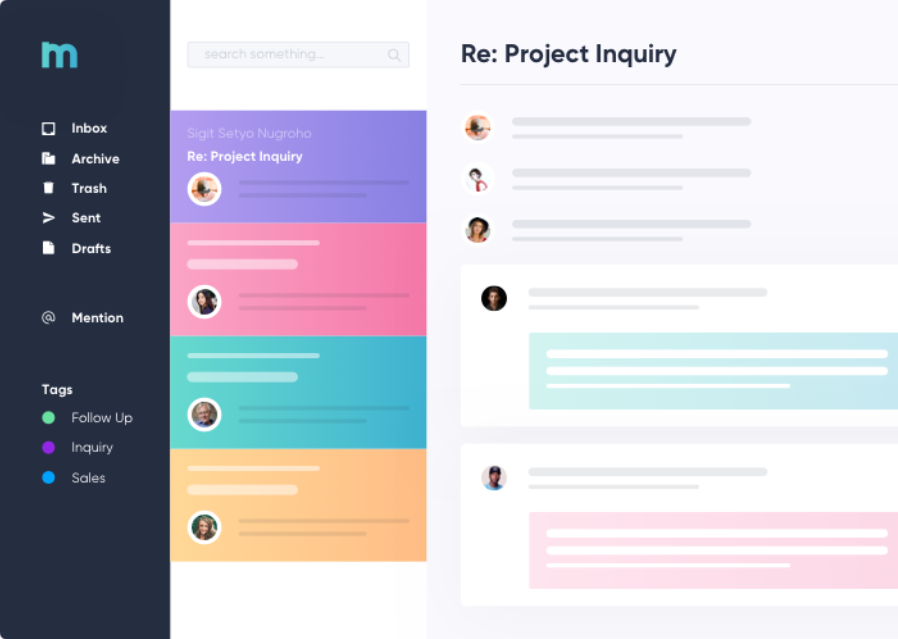 m
Inbox
Archive
Trash
Sent
Drafts
Mention
Tags
Follow Up
Inquiry
Sales
search something...
Sigit Setyo Nugroho
Re: Project Inquiry
Re: Project Inquiry